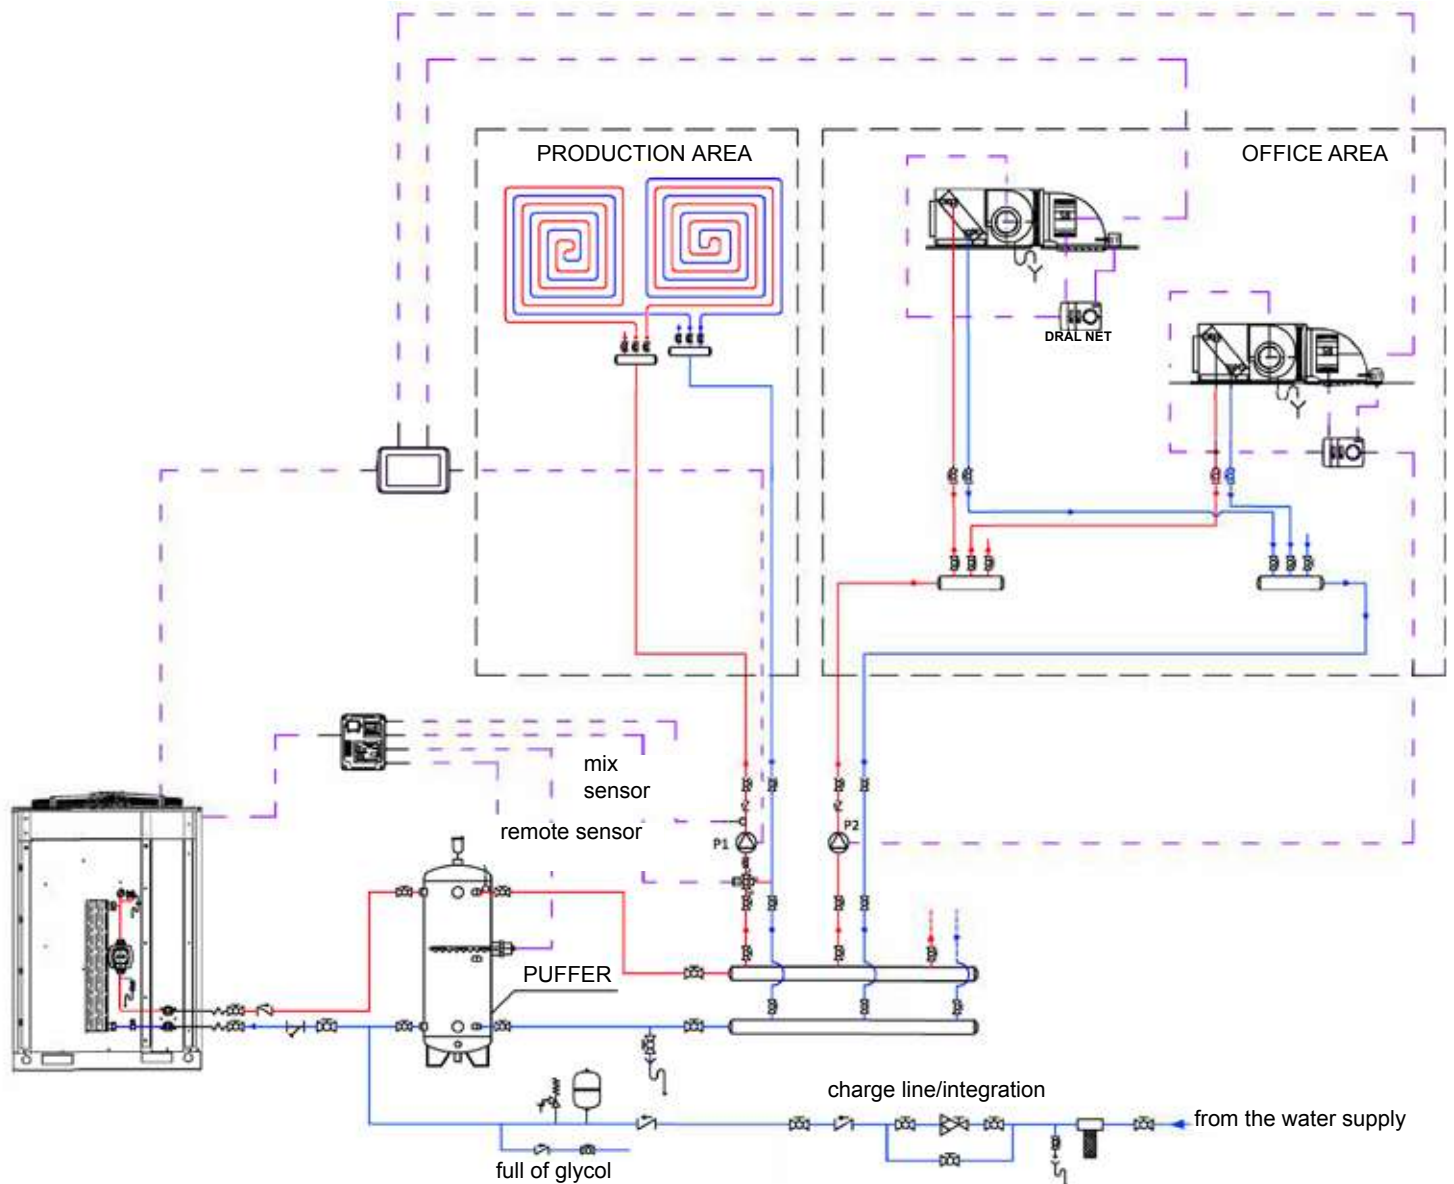 PRODUCTION AREA
OFFICE AREA
DRAL NET
mix
sensor
remote sensor
P1
P2
PUFFER
charge line/integration
from the water supply
full of glycol